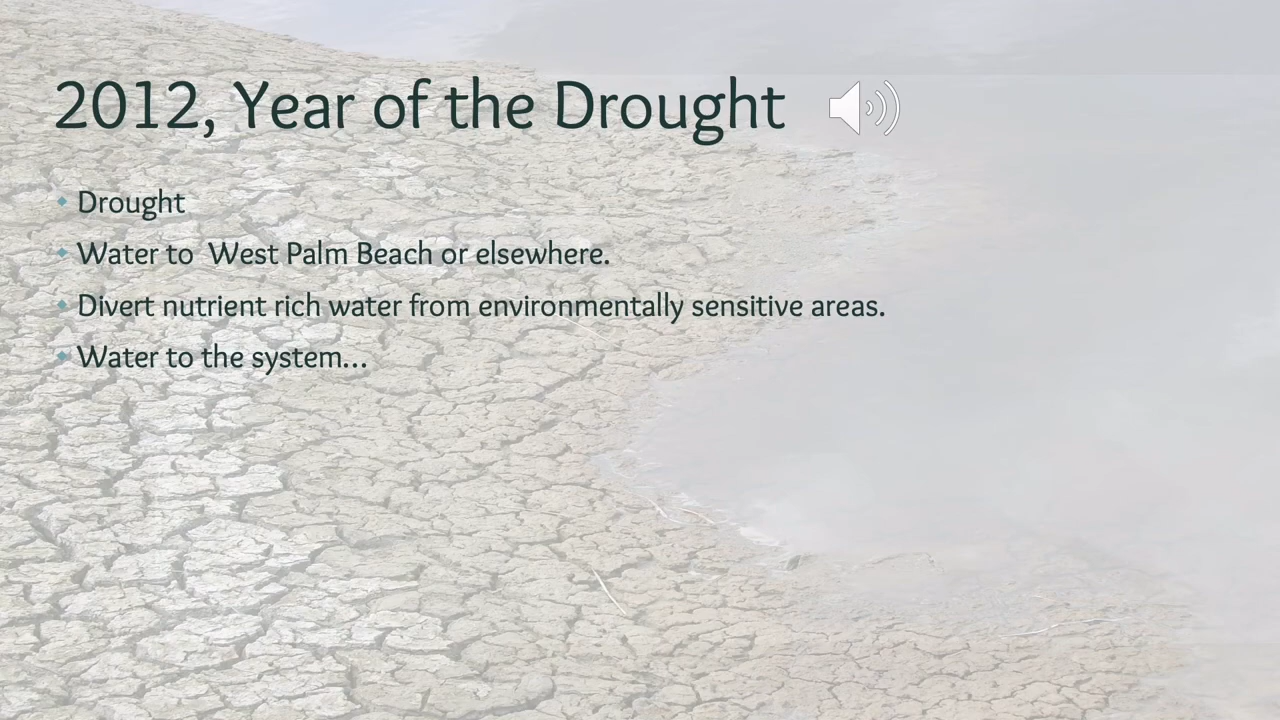 2012, Year of the Drought
Drought
Water to  West Palm Beach or elsewhere.
Divert nutrient rich water from environmentally sensitive areas.
Water to the system…